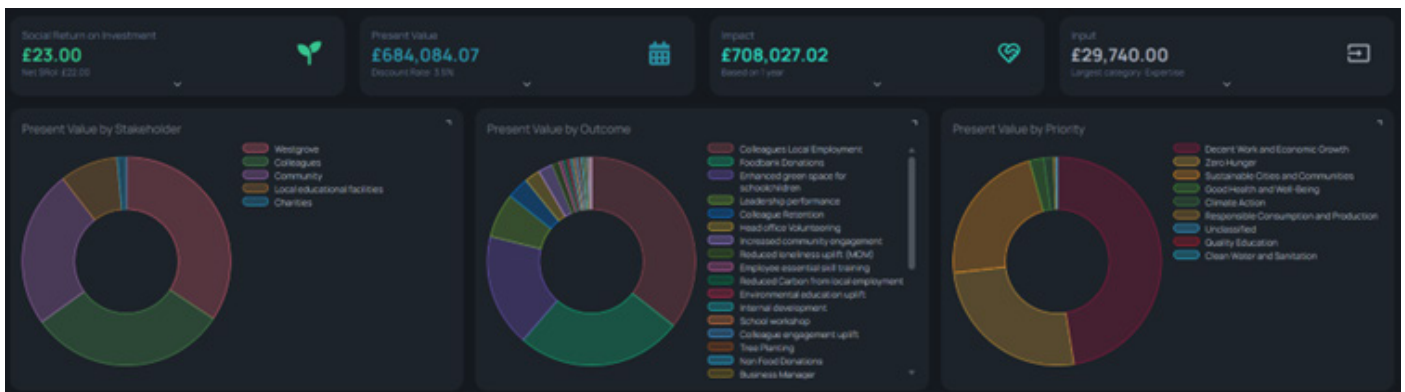 Social Return on Investment
£23.00
Net SRoI: £22.00
Present Value
£684,084.07
Discount Rate: 3.5%
Impact
£708,027.02
Based on 1 year
Input
£29,740.00
Largest category: Expertise
Present Value by Stakeholder
Westgrove
Colleagues
Community
Local educational facilities
Charities
Present Value by Outcome
Colleagues Local Employment
Foodbank Donations
Enhanced green space for
schoolchildren
Leadership performance
Colleague Retention
Head office Volunteering
Increased community engagement
Reduced loneliness uplift (MOM)
Employee essential skill training
Reduced Carbon from local employment
Environmental education uplift
Internal development
School workshop
Colleague engagement uplift
Tree Planting
Non Food Donations
Business Manager
Present Value by Priority
Decent Work and Economic Growth
Zero Hunger
Sustainable Cities and Communities
Good Health and Well-Being
Climate Action
Responsible Consumption and Production
Unclassified
Quality Education
Clean Water and Sanitation